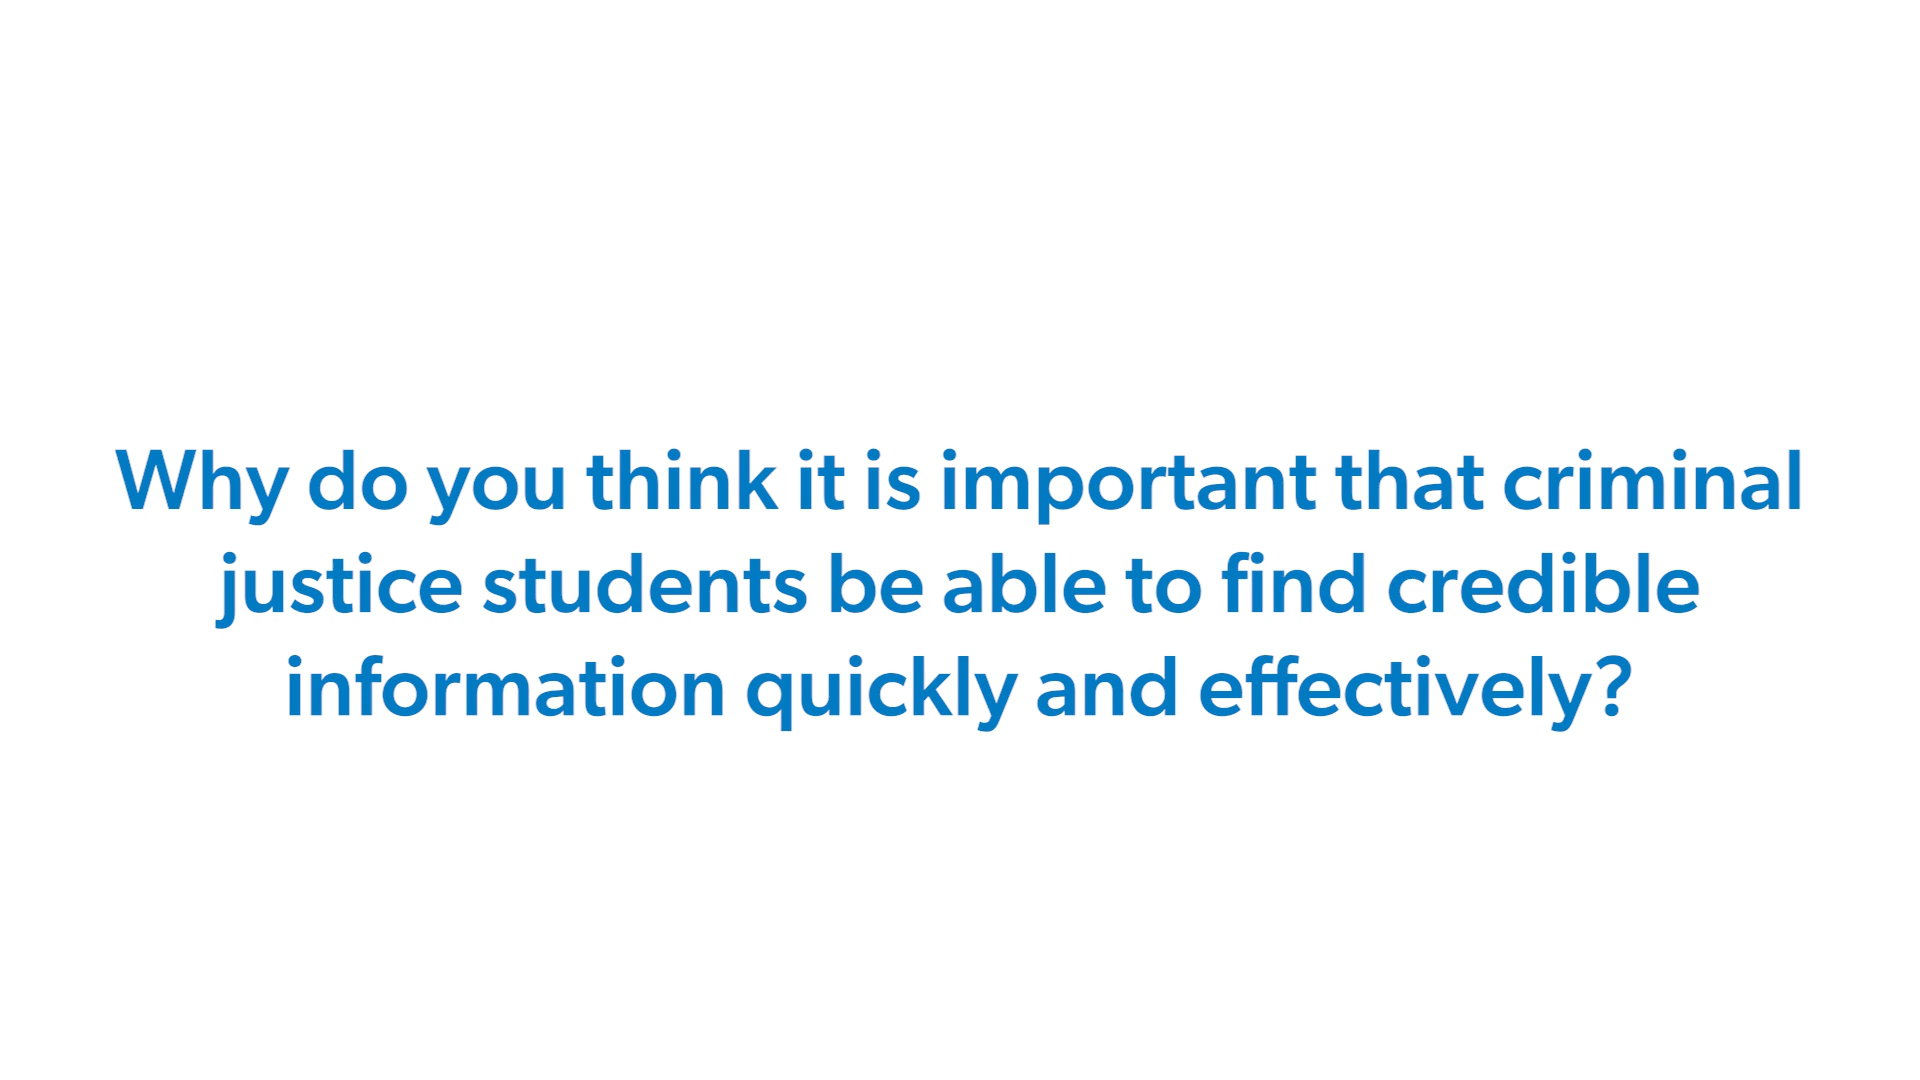 Why do you think it is important that criminal
justice students be able to find credible
information quickly and effectively?